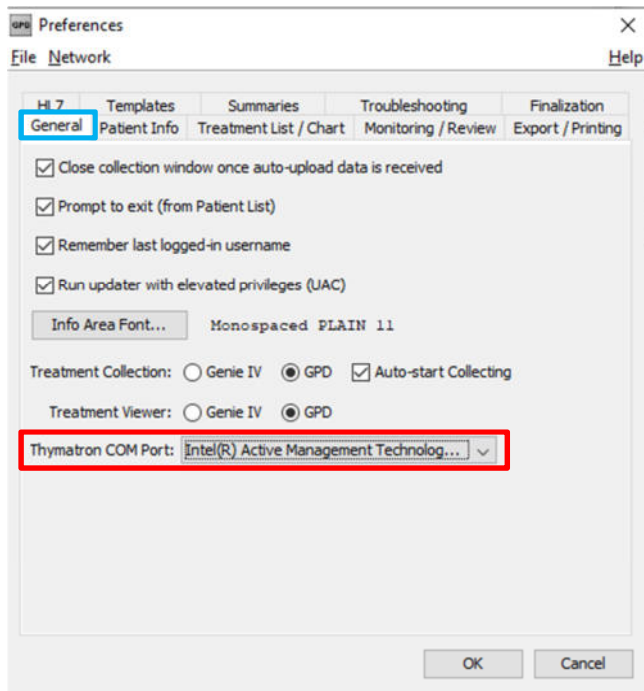 GPD Preferences
File Network Help
HL7 Templates Summaries Troubleshooting Finalization
General Patient Info Treatment List / Chart Monitoring / Review Export / Printing
Close collection window once auto-upload data is received
Prompt to exit (from Patient List)
Remember last logged-in username
Run updater with elevated privileges (UAC)
Info Area Font... Monospaced PLAIN 11
Treatment Collection: Genie IV GPD Auto-start Collecting
Treatment Viewer: Genie IV GPD
Thymatron COM Port: Intel(R) Active Management Technolog...
OK Cancel